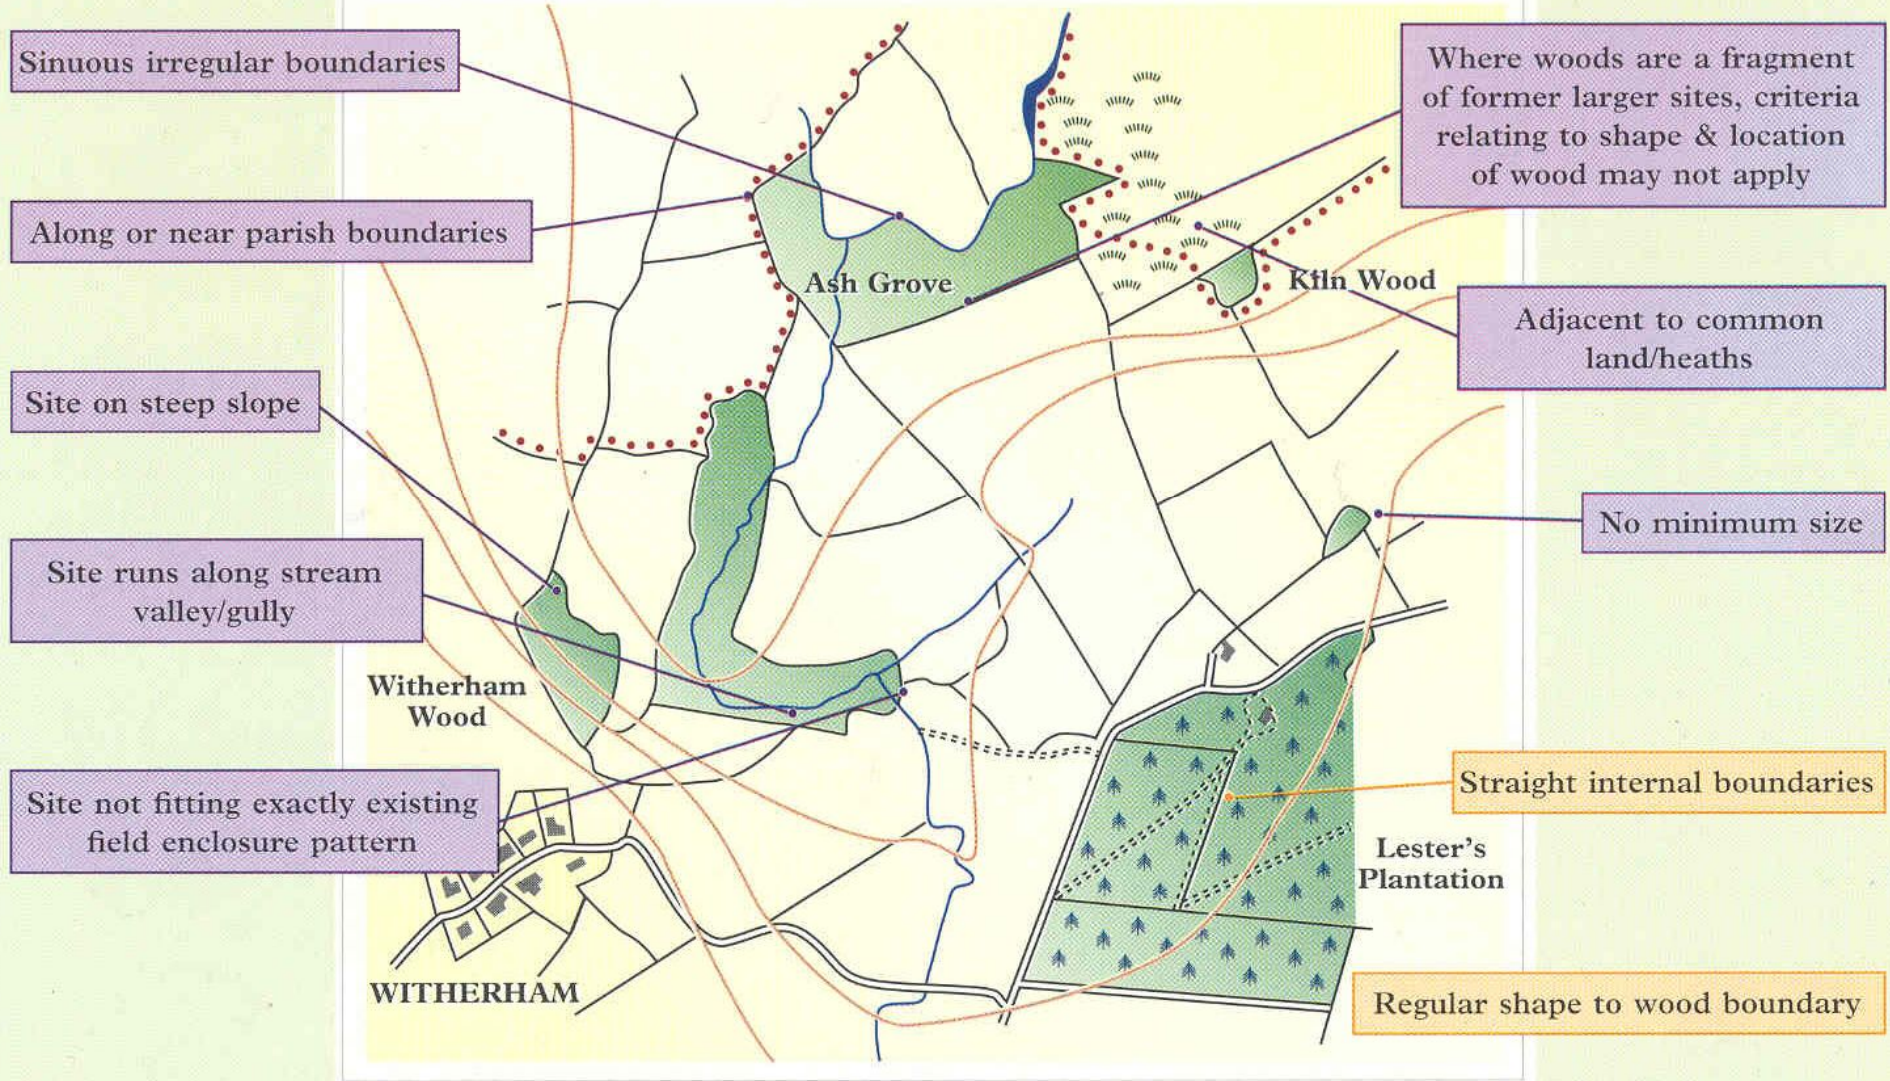 Sinuous irregular boundaries
Where woods are a fragment
of former larger sites, criteria
relating to shape & location
of wood may not apply
Along or near parish boundaries
Ash Grove
Kiln Wood
Adjacent to common
land/heaths
Site on steep slope
No minimum size
Site runs along stream
valley/gully
Witherham
Wood
Straight internal boundaries
Site not fitting exactly existing
field enclosure pattern
Lester's
Plantation
WITHERHAM
Regular shape to wood boundary